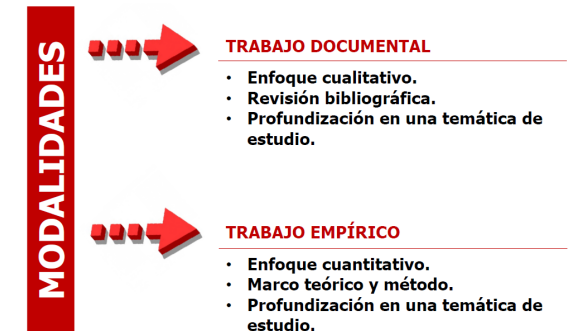 MODALIDADES
TRABAJO DOCUMENTAL
• Enfoque cualitativo.
• Revisión bibliográfica.
• Profundización en una temática de
estudio.
TRABAJO EMPÍRICO
• Enfoque cuantitativo.
• Marco teórico y método.
• Profundización en una temática de
estudio.